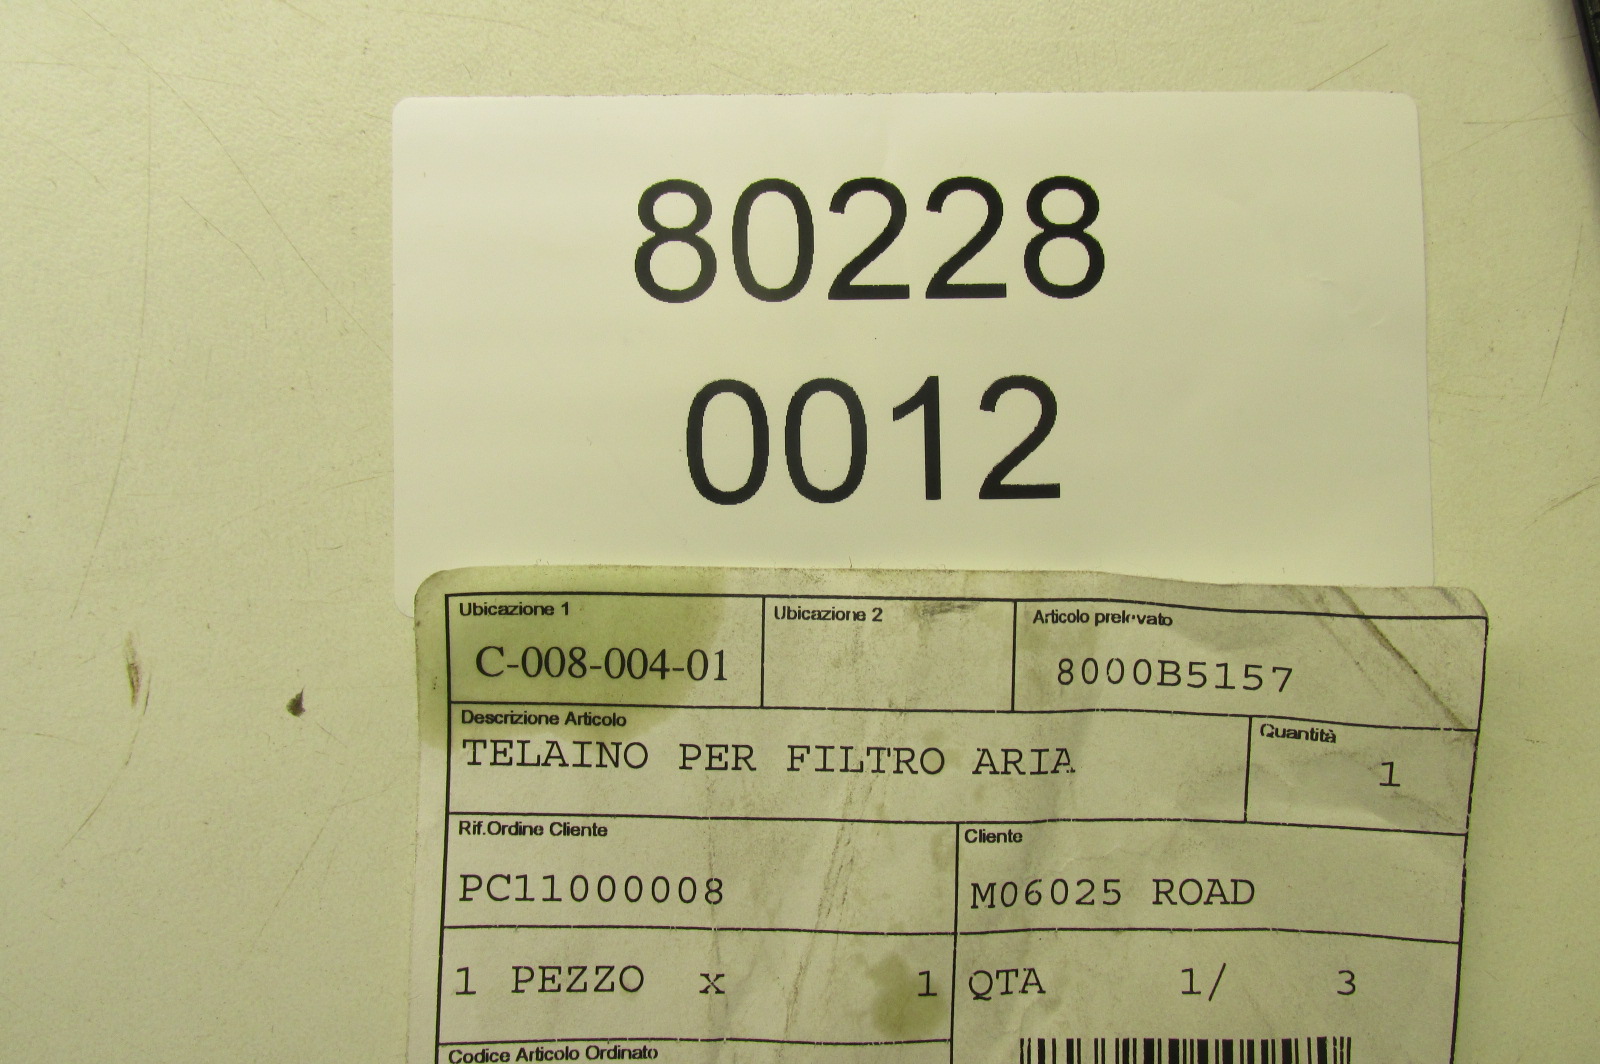 80228
0012
Ubicazione 1 Ubicazione 2 Articolo prelevato
C-008-004-01 8000B5157
Descrizione Articolo Quantità
TELAINO PER FILTRO ARIA 1
Rif.Ordine Cliente Cliente
PC11000008 M06025 ROAD
1 PEZZO x 1 QTA 1/ 3
Codice Articolo Ordinato